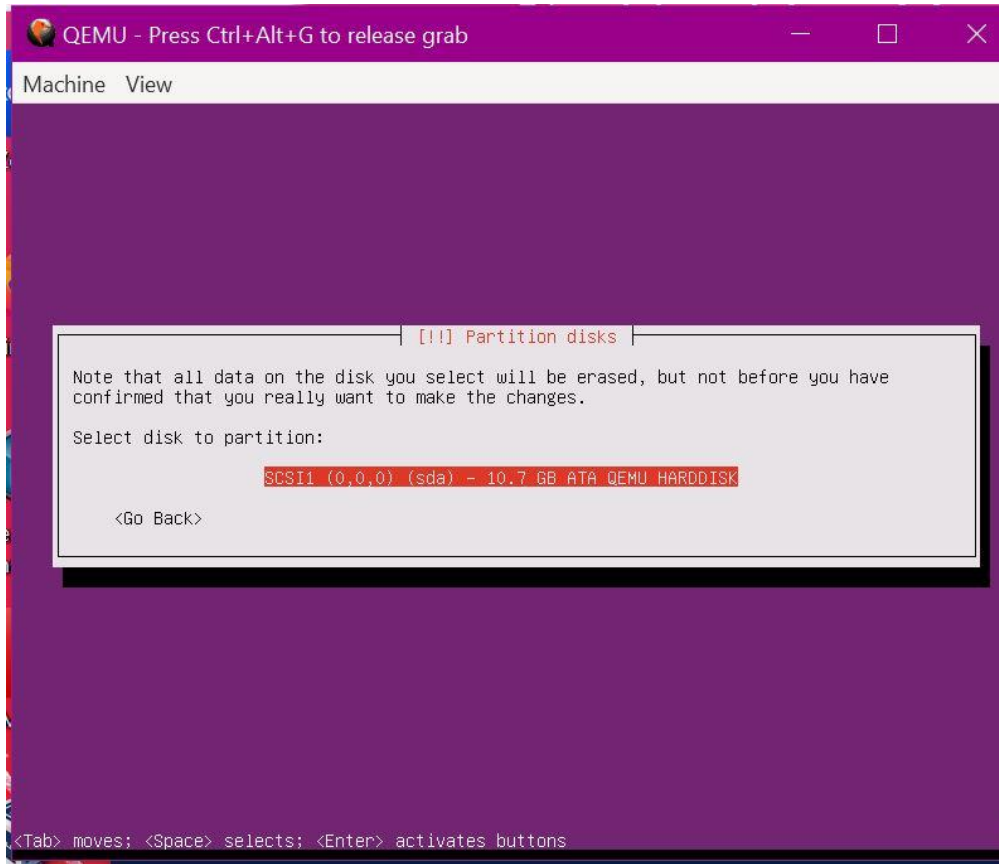 QEMU - Press Ctrl+Alt+G to release grab
Machine View
[!!] Partition disks
Note that all data on the disk you select will be erased, but not before you have
confirmed that you really want to make the changes.
Select disk to partition:
SCSI1 (0,0,0) (sda) - 10.7 GB ATA QEMU HARDDISK
<Go Back>
<Tab> moves; <Space> selects; <Enter> activates buttons